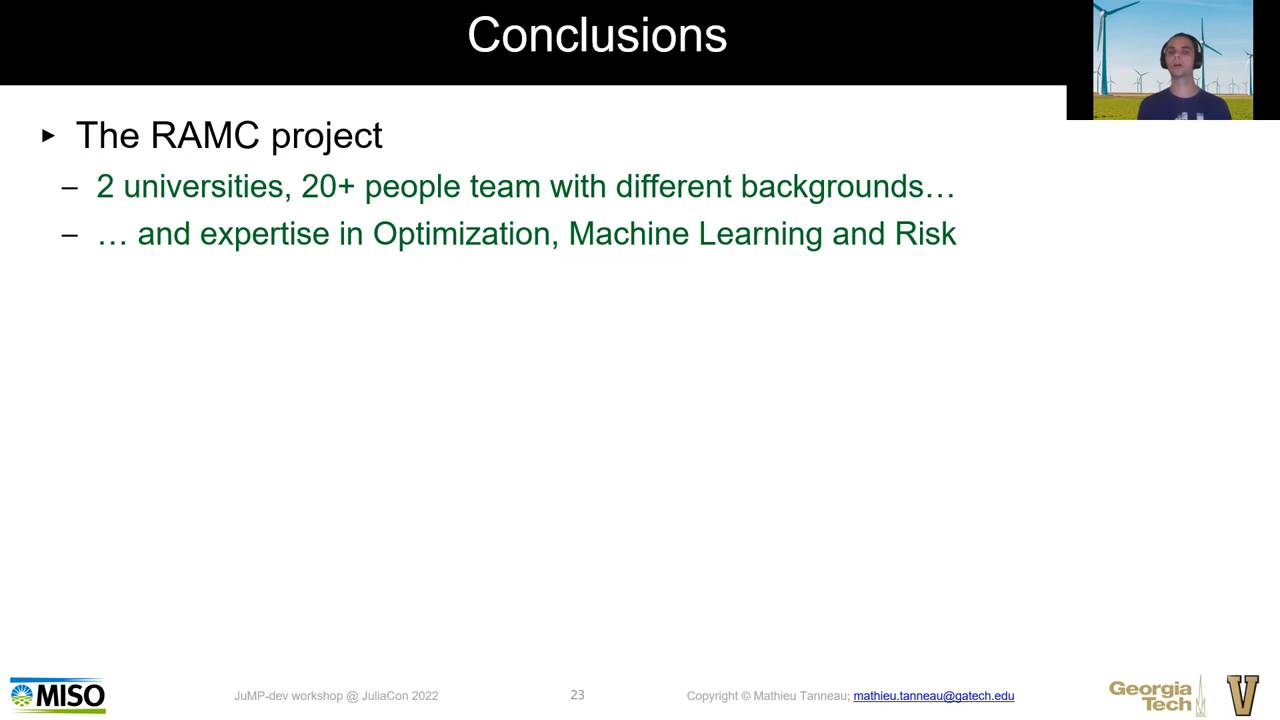 Conclusions
▸ The RAMC project
– 2 universities, 20+ people team with different backgrounds…
– … and expertise in Optimization, Machine Learning and Risk
MISO
JuMP-dev workshop @ JuliaCon 2022
23
Copyright © Mathieu Tanneau; mathieu.tanneau@gatech.edu
Georgia
Tech
V